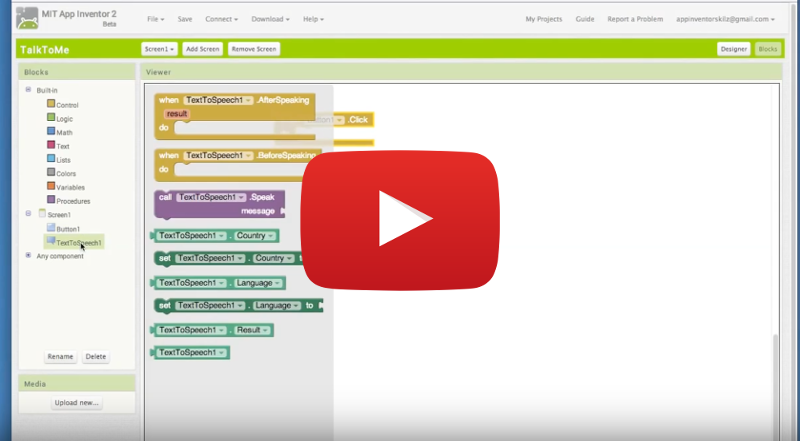 MIT App Inventor 2
Beta
File Save Connect Download Help My Projects Guide Report a Problem appinventorskilz@gmail.com
TalkToMe Screen1 Add Screen Remove Screen Designer Blocks
Blocks
Built-in
Control
Logic
Math
Text
Lists
Colors
Variables
Procedures
Screen1
Button1
TextToSpeech1
Any component
Rename Delete
Media
Upload new...
Viewer
when TextToSpeech1 .AfterSpeaking
result
do
.Click
when TextToSpeech1 .BeforeSpeaking
do
call TextToSpeech1 .Speak
message
TextToSpeech1 . Country
set TextToSpeech1 . Country
TextToSpeech1 . Language
set TextToSpeech1 . Language to
TextToSpeech1 . Result
TextToSpeech1